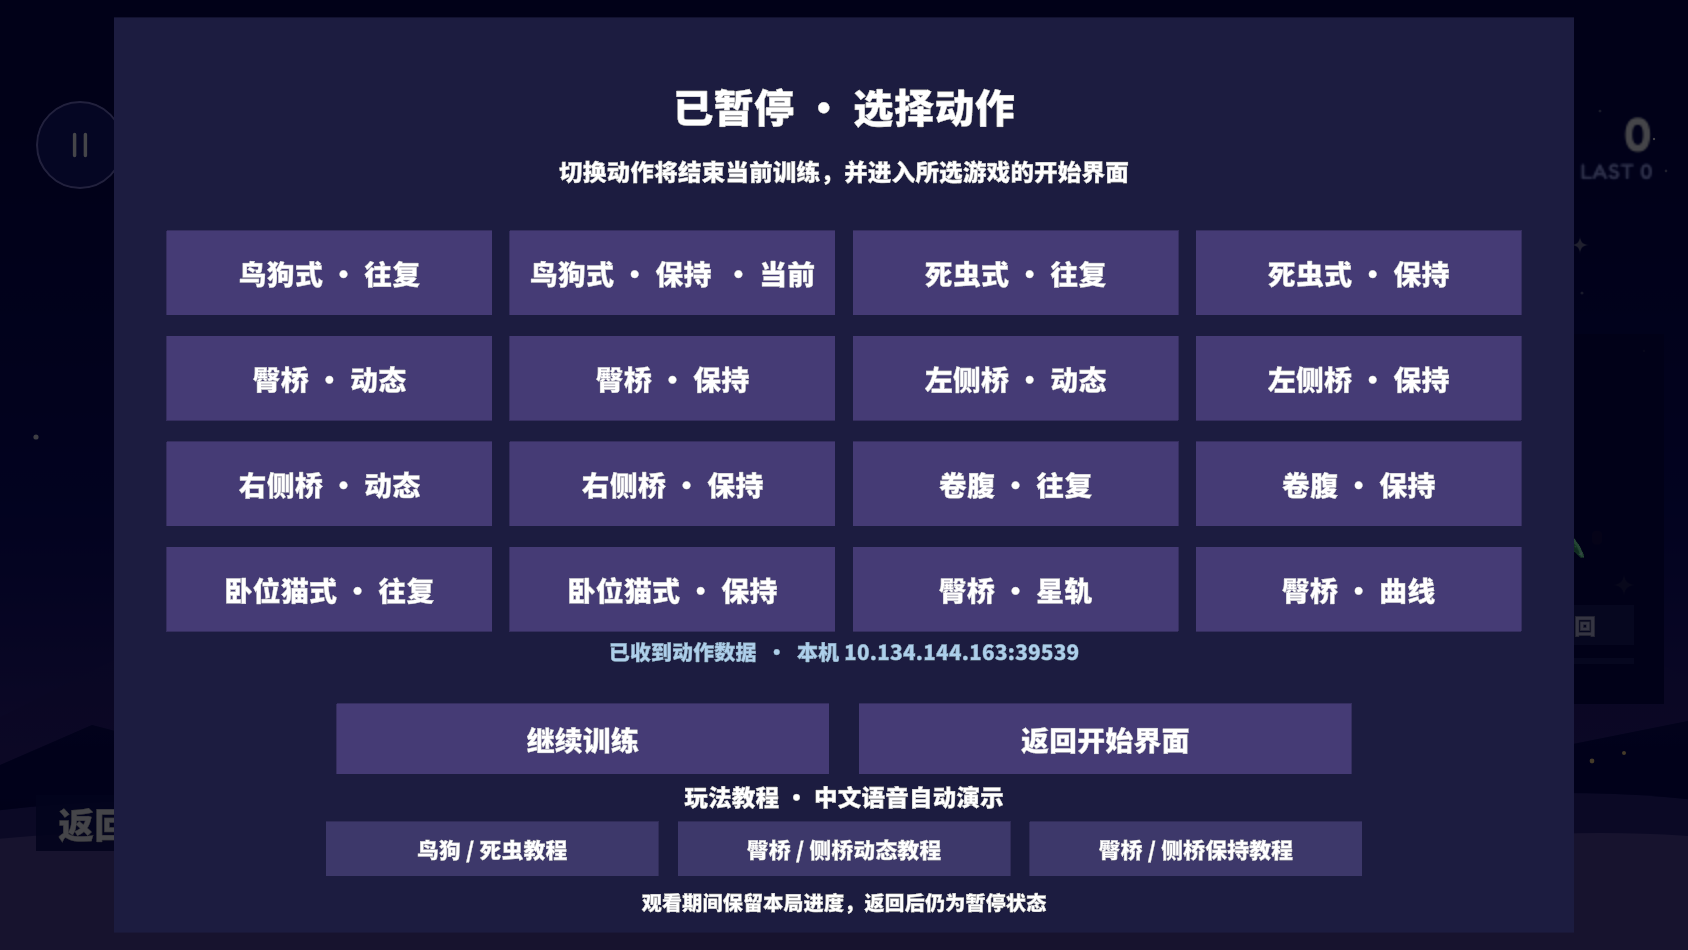 已暂停 · 选择动作
切换动作将结束当前训练，并进入所选游戏的开始界面
0
LAST 0
鸟狗式 · 往复
鸟狗式 · 保持 · 当前
死虫式 · 往复
死虫式 · 保持
臀桥 · 动态
臀桥 · 保持
左侧桥 · 动态
左侧桥 · 保持
右侧桥 · 动态
右侧桥 · 保持
卷腹 · 往复
卷腹 · 保持
卧位猫式 · 往复
卧位猫式 · 保持
臀桥 · 星轨
臀桥 · 曲线
回
已收到动作数据 · 本机 10.134.144.163:39539
继续训练
返回开始界面
玩法教程 · 中文语音自动演示
返回
鸟狗 / 死虫教程
臀桥 / 侧桥动态教程
臀桥 / 侧桥保持教程
观看期间保留本局进度，返回后仍为暂停状态